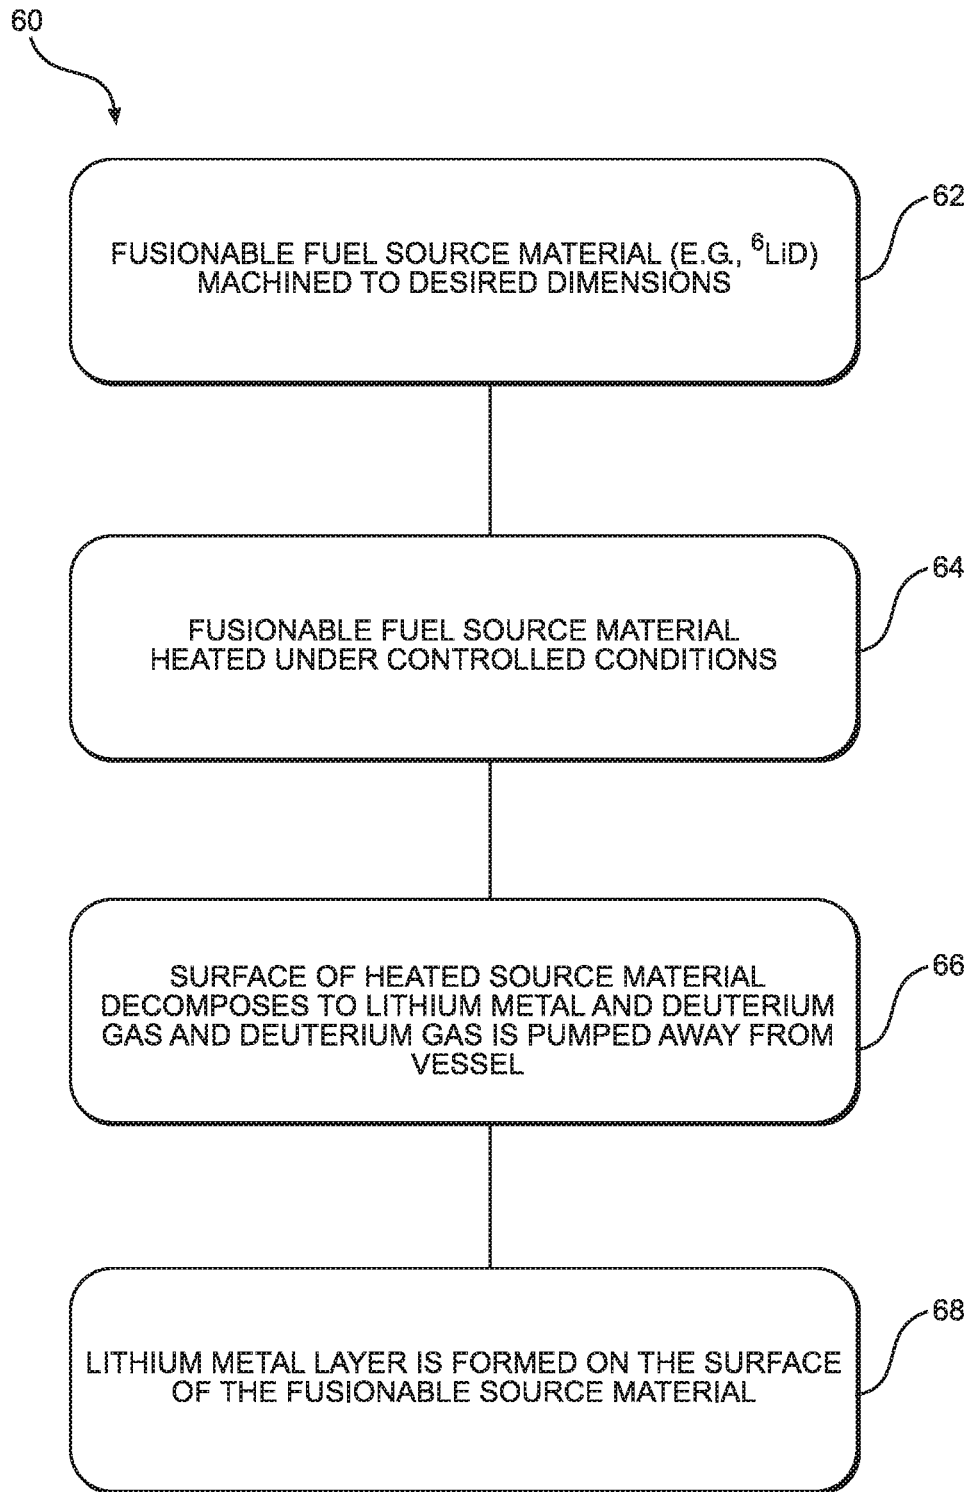 60
62
FUSIONABLE FUEL SOURCE MATERIAL (E.G., ⁶LiD)
MACHINED TO DESIRED DIMENSIONS
64
FUSIONABLE FUEL SOURCE MATERIAL
HEATED UNDER CONTROLLED CONDITIONS
66
SURFACE OF HEATED SOURCE MATERIAL
DECOMPOSES TO LITHIUM METAL AND DEUTERIUM
GAS AND DEUTERIUM GAS IS PUMPED AWAY FROM
VESSEL
68
LITHIUM METAL LAYER IS FORMED ON THE SURFACE
OF THE FUSIONABLE SOURCE MATERIAL